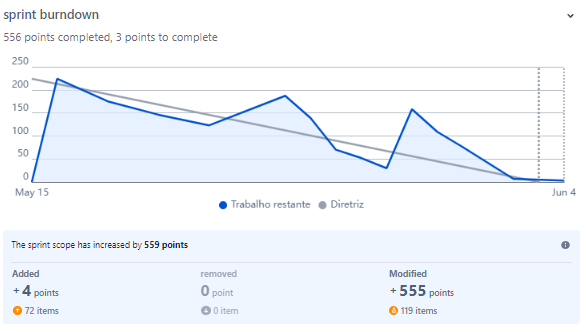 sprint burndown
556 points completed, 3 points to complete
250
200
150
100
50
0
May 15
Jun 4
Trabalho restante
Diretriz
The sprint scope has increased by 559 points
Added
removed
Modified
+4 points
0 point
+555 points
72 items
0 item
119 items